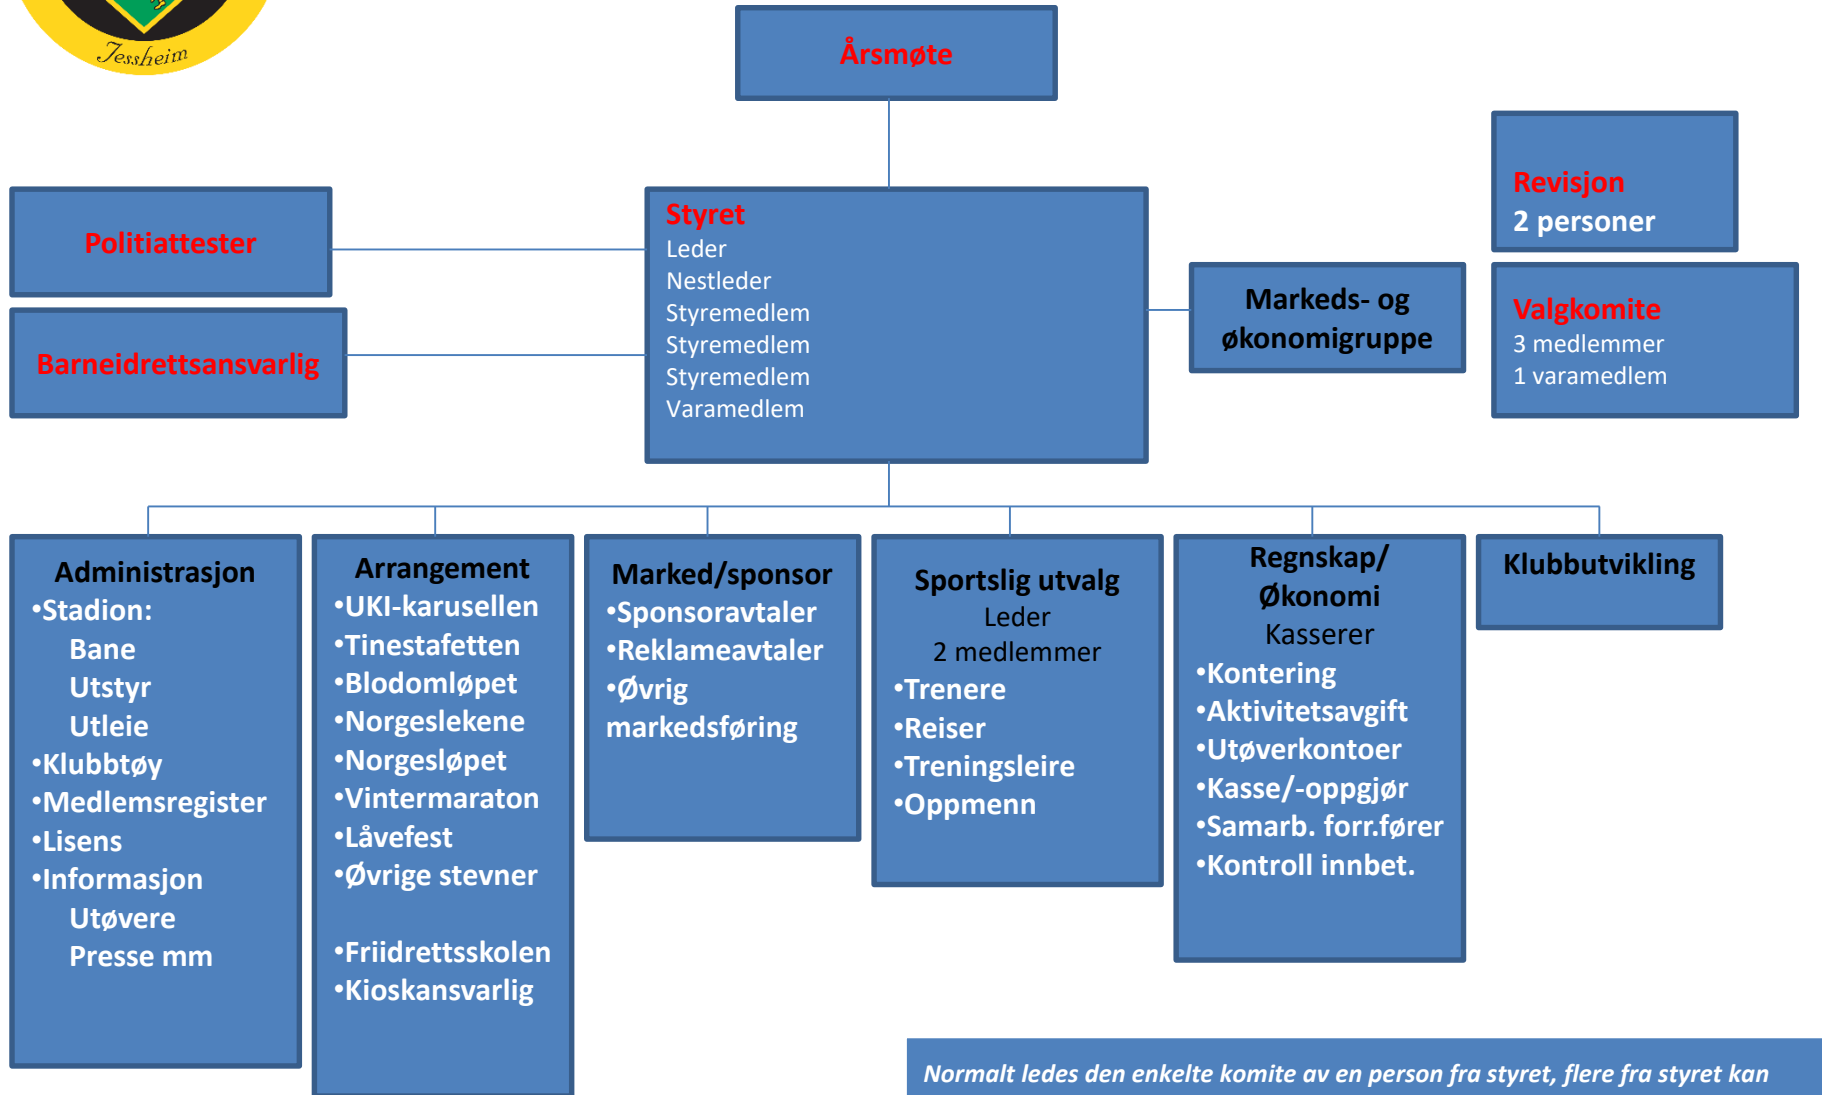 Jessheim
Årsmøte
Politiattester
Barneidrettsansvarlig
Styret
Leder
Nestleder
Styremedlem
Styremedlem
Styremedlem
Varamedlem
Markeds- og
økonomigruppe
Revisjon
2 personer
Valgkomite
3 medlemmer
1 varamedlem
Administrasjon
•Stadion:
Bane
Utstyr
Utleie
•Klubbtøy
•Medlemsregister
•Lisens
•Informasjon
Utøvere
Presse mm
Arrangement
•UKI-karusellen
•Tinestafetten
•Blodomløpet
•Norgeslekene
•Norgesløpet
•Vintermaraton
•Låvefest
•Øvrige stevner
•Friidrettsskolen
•Kioskansvarlig
Marked/sponsor
•Sponsoravtaler
•Reklameavtaler
•Øvrig
markedsføring
Sportslig utvalg
Leder
2 medlemmer
•Trenere
•Reiser
•Treningsleire
•Oppmenn
Regnskap/
Økonomi
Kasserer
•Kontering
•Aktivitetsavgift
•Utøverkontoer
•Kasse/-oppgjør
•Samarb. forr.fører
•Kontroll innbet.
Klubbutvikling
Normalt ledes den enkelte komite av en person fra styret, flere fra styret kan